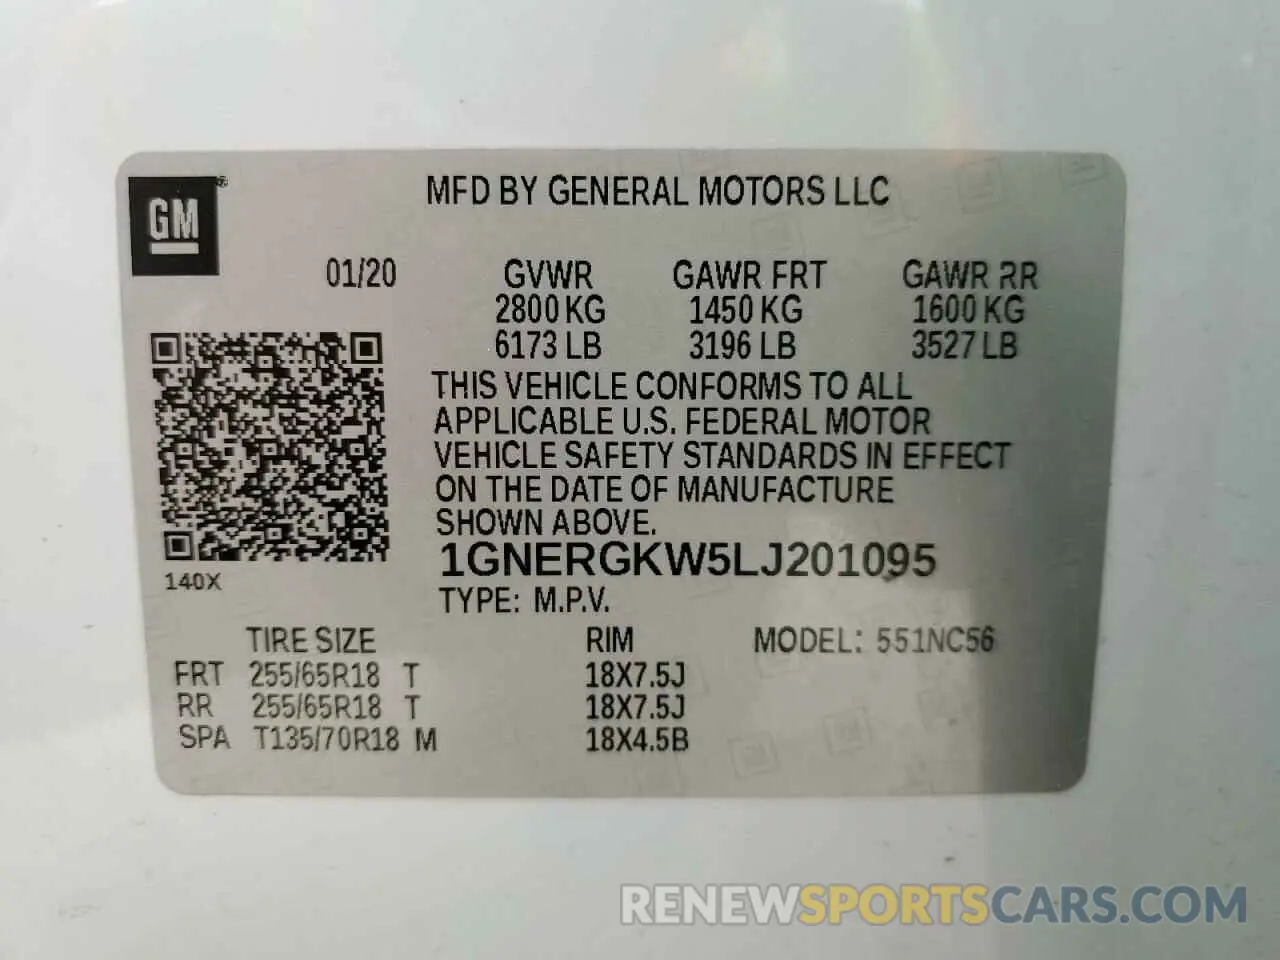 MFD BY GENERAL MOTORS LLC
GM®
01/20 GVWR GAWR FRT GAWR RR
2800 KG 1450 KG 1600 KG
6173 LB 3196 LB 3527 LB
THIS VEHICLE CONFORMS TO ALL
APPLICABLE U.S. FEDERAL MOTOR
VEHICLE SAFETY STANDARDS IN EFFECT
ON THE DATE OF MANUFACTURE
SHOWN ABOVE.
1GNERGKW5LJ201095
140X
TYPE: M.P.V.
TIRE SIZE RIM MODEL: 551NC56
FRT 255/65R18 T 18X7.5J
RR 255/65R18 T 18X7.5J
SPA T135/70R18 M 18X4.5B
RENEWSPORTSCARS.COM